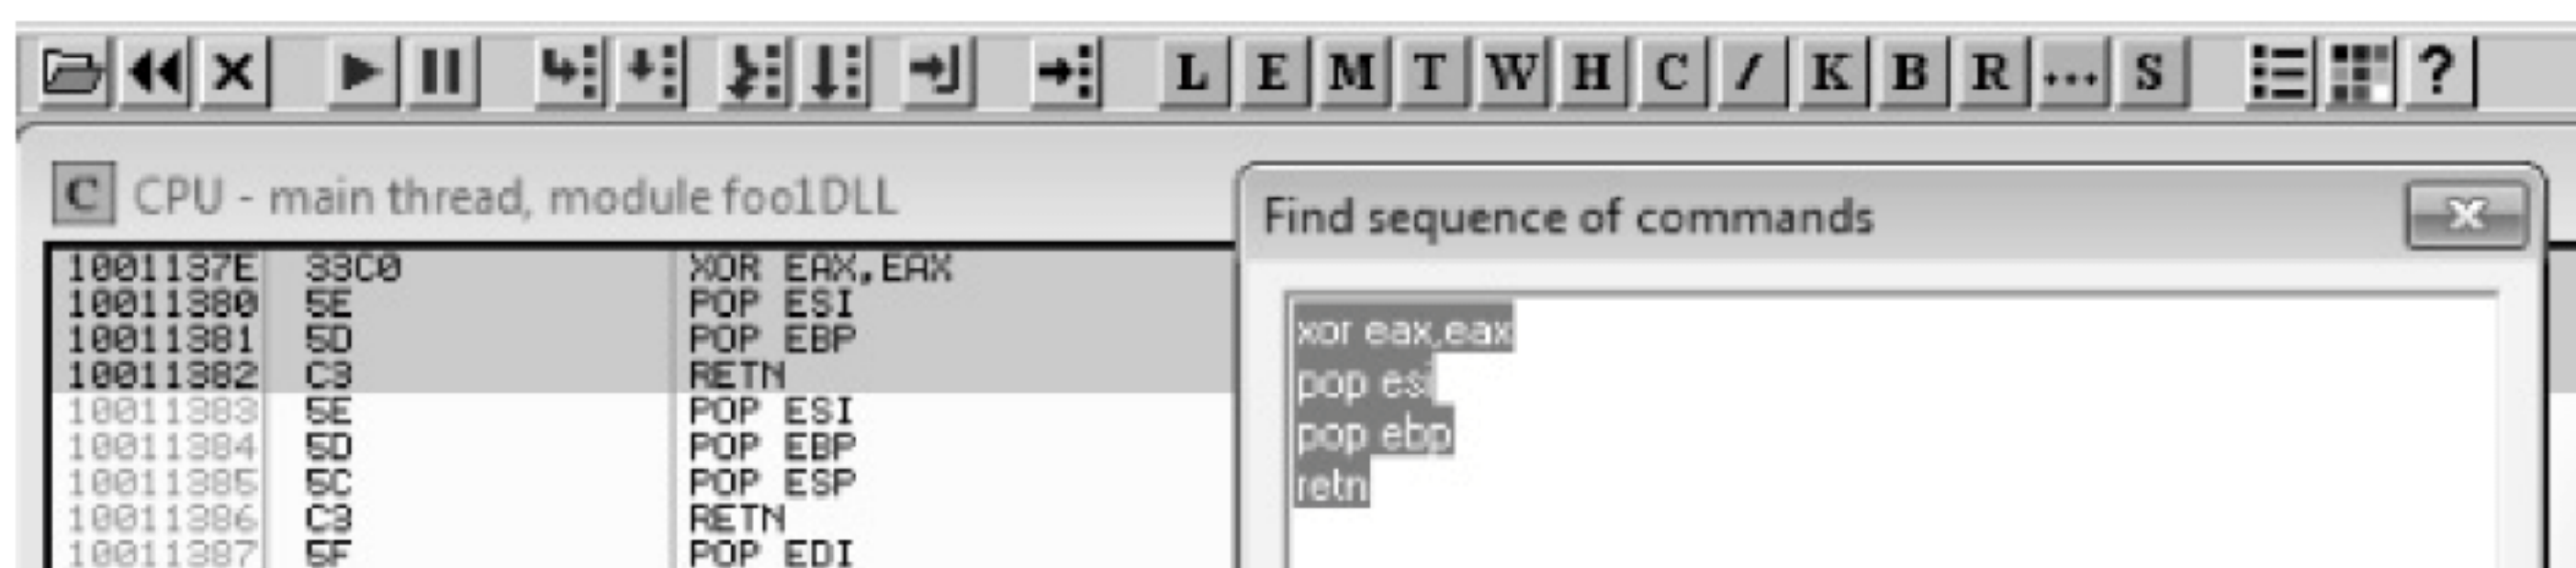 L E M T W H C / K B R ... S ?
C CPU - main thread, module foo1DLL
Find sequence of commands
1001137E 33C0 XOR EAX,EAX
10011380 5E POP ESI
10011381 5D POP EBP
10011382 C3 RETN
10011383 5E POP ESI
10011384 5D POP EBP
10011385 5C POP ESP
10011386 C3 RETN
10011387 5F POP EDI
xor eax,eax
pop esi
pop ebp
retn